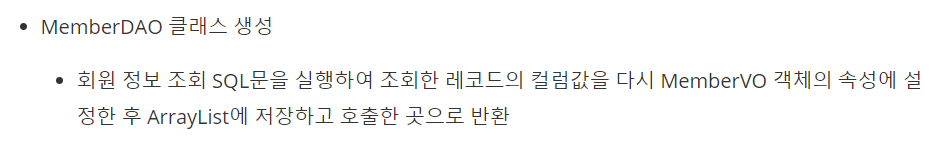 MemberDAO 클래스 생성
회원 정보 조회 SQL문을 실행하여 조회한 레코드의 컬럼값을 다시 MemberVO 객체의 속성에 설
정한 후 ArrayList에 저장하고 호출한 곳으로 반환